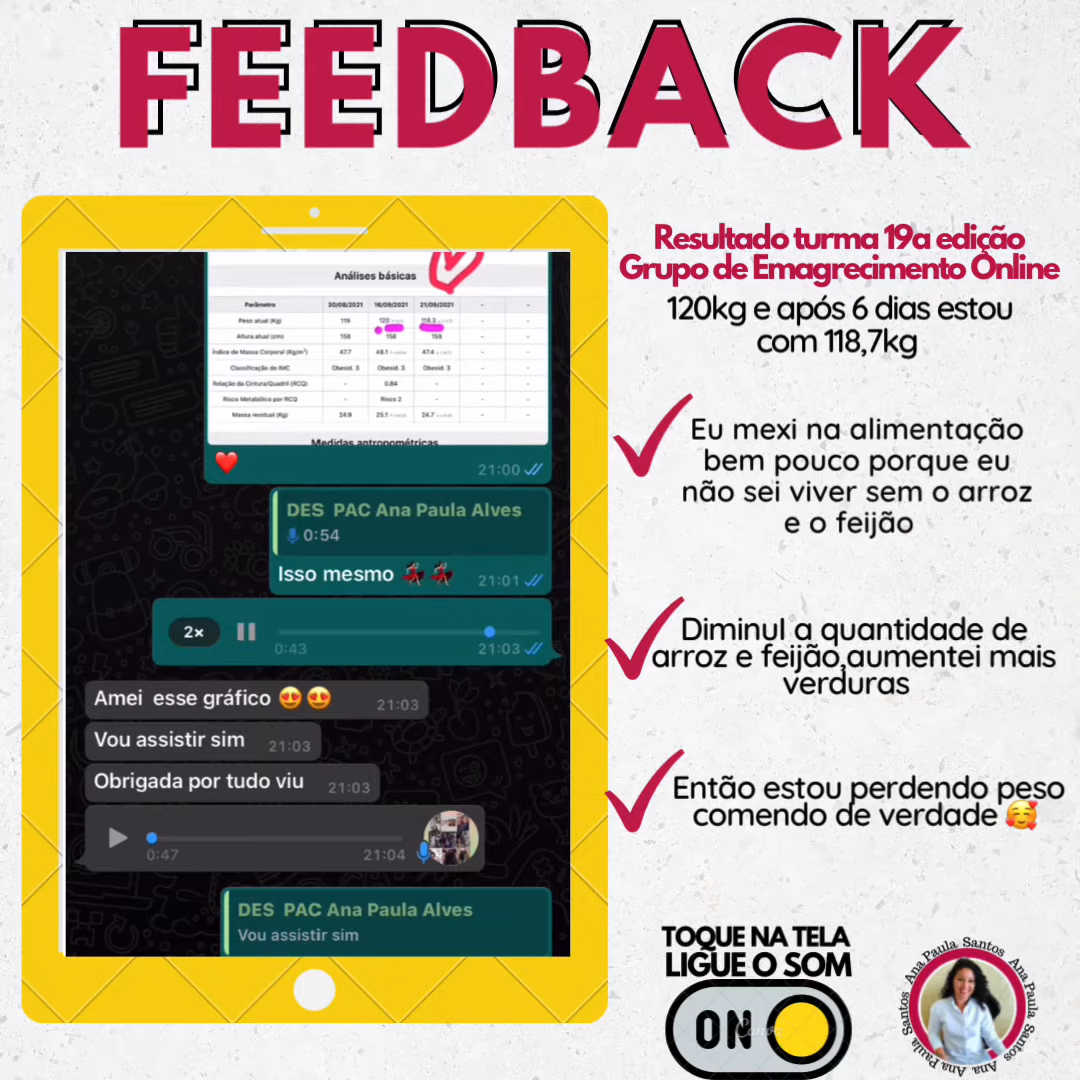 FEEDBACK
Análises básicas
Parâmetro 30/08/2021 16/09/2021 21/09/2021 - -
Peso atual (Kg) 119 120 118.3 - -
Altura atual (cm) 158 158 158 - -
Índice de Massa Corporal (Kg/m²) 47.7 48.1 47.4 - -
Classificação do IMC Obesid. 3 Obesid. 3 Obesid. 3 - -
Relação da Cintura/Quadril (RCQ) - 0.84 - - -
Risco Metabólico por RCQ - Risco 2 - - -
Massa residual (Kg) 24.9 25.1 24.7 - -
Medidas antropométricas
❤️ 21:00
DES PAC Ana Paula Alves
0:54
Isso mesmo 💃💃 21:01
2×
0:43 21:03
Amei esse gráfico 😍😍 21:03
Vou assistir sim 21:03
Obrigada por tudo viu 21:03
0:47 21:04
DES PAC Ana Paula Alves
Vou assistir sim
Resultado turma 19a edição
Grupo de Emagrecimento Online
120kg e após 6 dias estou
com 118,7kg
Eu mexi na alimentação
bem pouco porque eu
não sei viver sem o arroz
e o feijão
Diminul a quantidade de
arroz e feijão,aumentei mais
verduras
Então estou perdendo peso
comendo de verdade 🥰
TOQUE NA TELA
LIGUE O SOM
ON
Canva
Ana Paula Santos Ana Paula Santos Ana Paula Santos